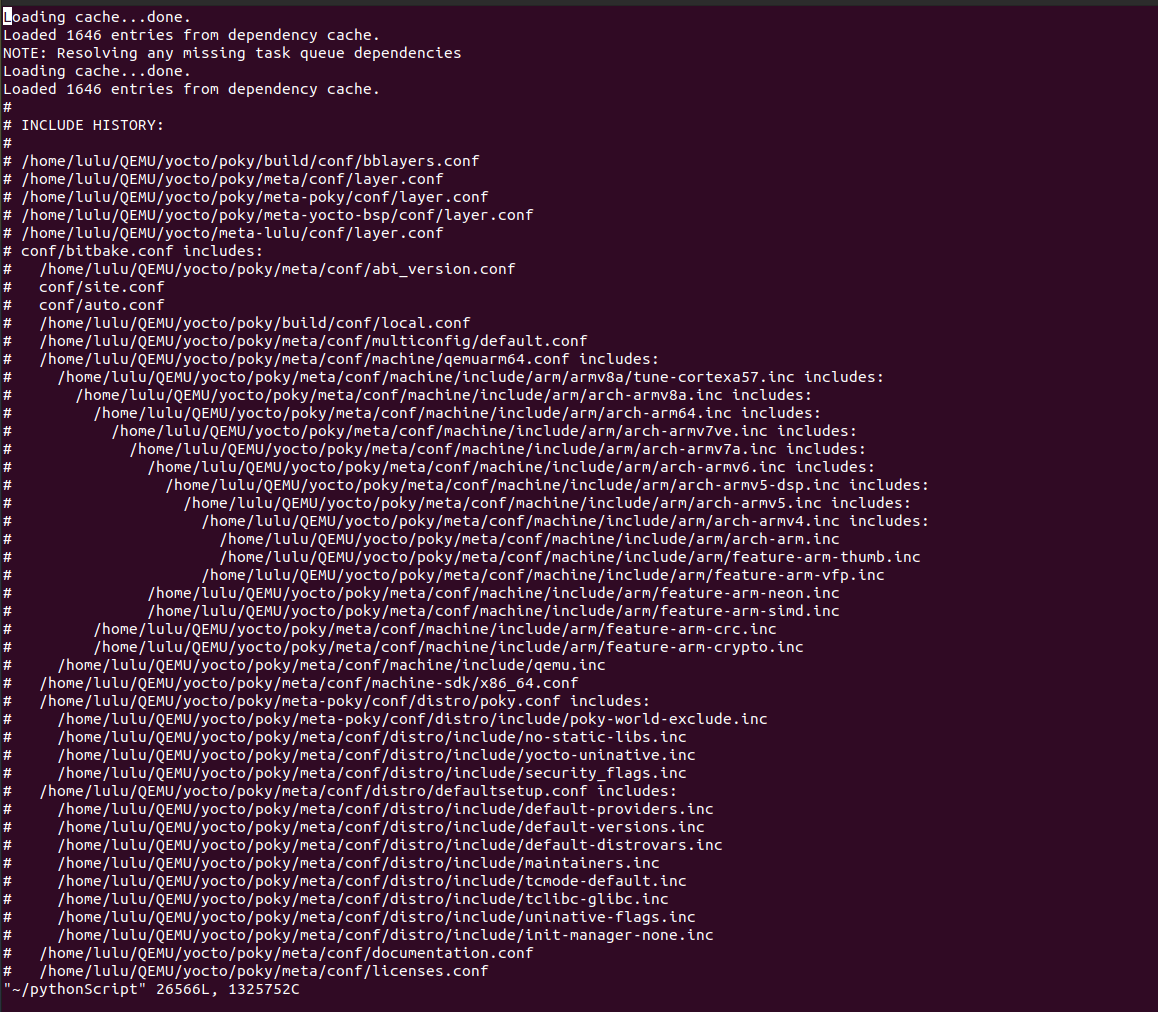 Loading cache...done.
Loaded 1646 entries from dependency cache.
NOTE: Resolving any missing task queue dependencies
Loading cache...done.
Loaded 1646 entries from dependency cache.
#
# INCLUDE HISTORY:
#
# /home/lulu/QEMU/yocto/poky/build/conf/bblayers.conf
# /home/lulu/QEMU/yocto/poky/meta/conf/layer.conf
# /home/lulu/QEMU/yocto/poky/meta-poky/conf/layer.conf
# /home/lulu/QEMU/yocto/poky/meta-yocto-bsp/conf/layer.conf
# /home/lulu/QEMU/yocto/meta-lulu/conf/layer.conf
# conf/bitbake.conf includes:
#   /home/lulu/QEMU/yocto/poky/meta/conf/abi_version.conf
#   conf/site.conf
#   conf/auto.conf
#   /home/lulu/QEMU/yocto/poky/build/conf/local.conf
#   /home/lulu/QEMU/yocto/poky/meta/conf/multiconfig/default.conf
#   /home/lulu/QEMU/yocto/poky/meta/conf/machine/qemuarm64.conf includes:
#     /home/lulu/QEMU/yocto/poky/meta/conf/machine/include/arm/armv8a/tune-cortexa57.inc includes:
#       /home/lulu/QEMU/yocto/poky/meta/conf/machine/include/arm/arch-armv8a.inc includes:
#         /home/lulu/QEMU/yocto/poky/meta/conf/machine/include/arm/arch-arm64.inc includes:
#           /home/lulu/QEMU/yocto/poky/meta/conf/machine/include/arm/arch-armv7ve.inc includes:
#             /home/lulu/QEMU/yocto/poky/meta/conf/machine/include/arm/arch-armv7a.inc includes:
#               /home/lulu/QEMU/yocto/poky/meta/conf/machine/include/arm/arch-armv6.inc includes:
#                 /home/lulu/QEMU/yocto/poky/meta/conf/machine/include/arm/arch-armv5-dsp.inc includes:
#                   /home/lulu/QEMU/yocto/poky/meta/conf/machine/include/arm/arch-armv5.inc includes:
#                     /home/lulu/QEMU/yocto/poky/meta/conf/machine/include/arm/arch-armv4.inc includes:
#                       /home/lulu/QEMU/yocto/poky/meta/conf/machine/include/arm/arch-arm.inc
#                       /home/lulu/QEMU/yocto/poky/meta/conf/machine/include/arm/feature-arm-thumb.inc
#                     /home/lulu/QEMU/yocto/poky/meta/conf/machine/include/arm/feature-arm-vfp.inc
#               /home/lulu/QEMU/yocto/poky/meta/conf/machine/include/arm/feature-arm-neon.inc
#               /home/lulu/QEMU/yocto/poky/meta/conf/machine/include/arm/feature-arm-simd.inc
#         /home/lulu/QEMU/yocto/poky/meta/conf/machine/include/arm/feature-arm-crc.inc
#         /home/lulu/QEMU/yocto/poky/meta/conf/machine/include/arm/feature-arm-crypto.inc
#     /home/lulu/QEMU/yocto/poky/meta/conf/machine/include/qemu.inc
#   /home/lulu/QEMU/yocto/poky/meta/conf/machine-sdk/x86_64.conf
#   /home/lulu/QEMU/yocto/poky/meta-poky/conf/distro/poky.conf includes:
#     /home/lulu/QEMU/yocto/poky/meta-poky/conf/distro/include/poky-world-exclude.inc
#     /home/lulu/QEMU/yocto/poky/meta/conf/distro/include/no-static-libs.inc
#     /home/lulu/QEMU/yocto/poky/meta/conf/distro/include/yocto-uninative.inc
#     /home/lulu/QEMU/yocto/poky/meta/conf/distro/include/security_flags.inc
#   /home/lulu/QEMU/yocto/poky/meta/conf/distro/defaultsetup.conf includes:
#     /home/lulu/QEMU/yocto/poky/meta/conf/distro/include/default-providers.inc
#     /home/lulu/QEMU/yocto/poky/meta/conf/distro/include/default-versions.inc
#     /home/lulu/QEMU/yocto/poky/meta/conf/distro/include/default-distrovars.inc
#     /home/lulu/QEMU/yocto/poky/meta/conf/distro/include/maintainers.inc
#     /home/lulu/QEMU/yocto/poky/meta/conf/distro/include/tcmode-default.inc
#     /home/lulu/QEMU/yocto/poky/meta/conf/distro/include/tclibc-glibc.inc
#     /home/lulu/QEMU/yocto/poky/meta/conf/distro/include/uninative-flags.inc
#     /home/lulu/QEMU/yocto/poky/meta/conf/distro/include/init-manager-none.inc
#   /home/lulu/QEMU/yocto/poky/meta/conf/documentation.conf
#   /home/lulu/QEMU/yocto/poky/meta/conf/licenses.conf
"~/pythonScript" 26566L, 1325752C